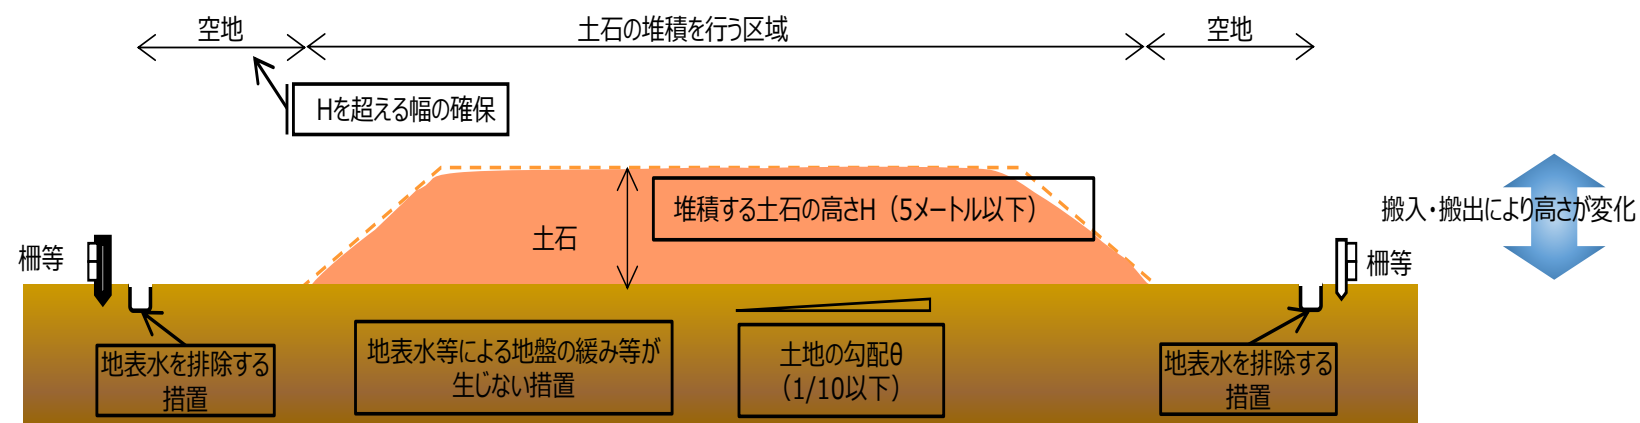 空地
土石の堆積を行う区域
空地
Hを超える幅の確保
堆積する土石の高さH（5メートル以下）
搬入・搬出により高さが変化
土石
柵等
柵等
地表水を排除する
措置
地表水等による地盤の緩み等が
生じない措置
土地の勾配θ
（1/10以下）
地表水を排除する
措置